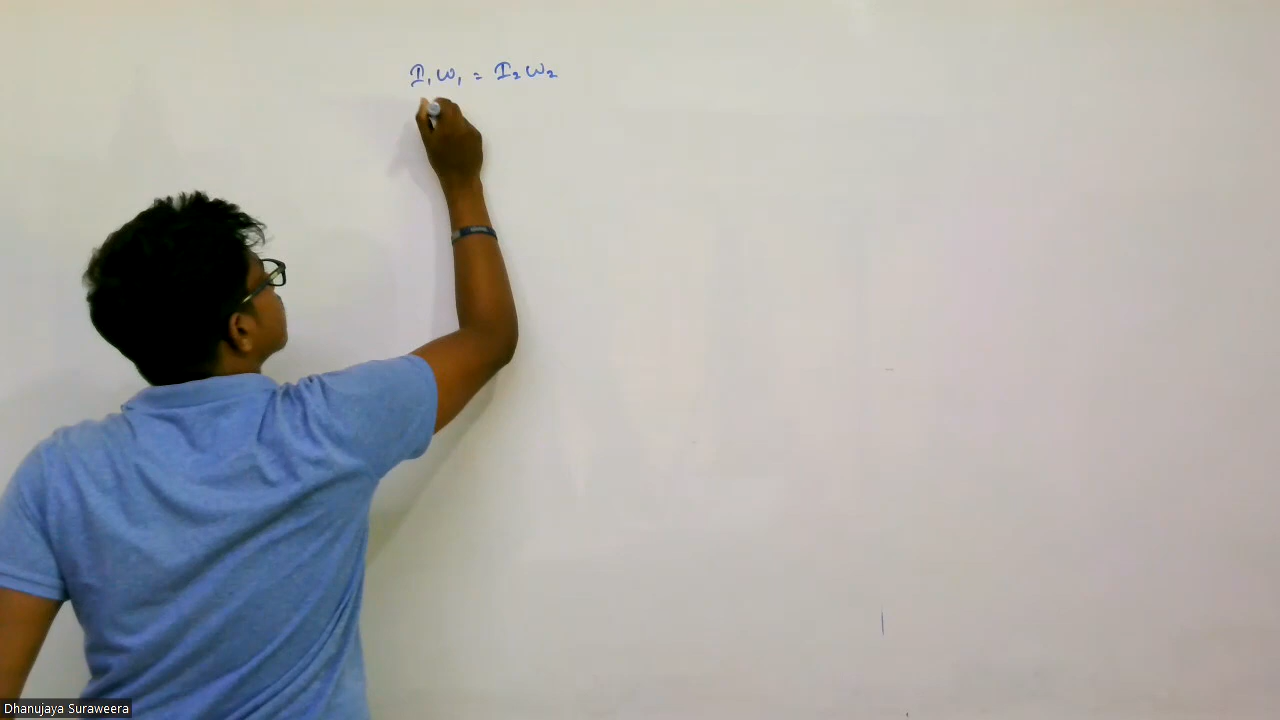 I₁ω₁ = I₂ω₂
Dhanujaya Suraweera